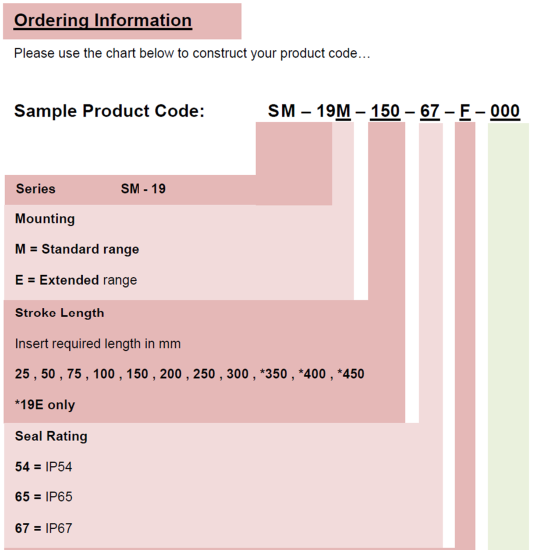 Ordering Information
Please use the chart below to construct your product code…
Sample Product Code: SM – 19M – 150 – 67 – F – 000
Series SM - 19
Mounting
M = Standard range
E = Extended range
Stroke Length
Insert required length in mm
25 , 50 , 75 , 100 , 150 , 200 , 250 , 300 , *350 , *400 , *450
*19E only
Seal Rating
54 = IP54
65 = IP65
67 = IP67